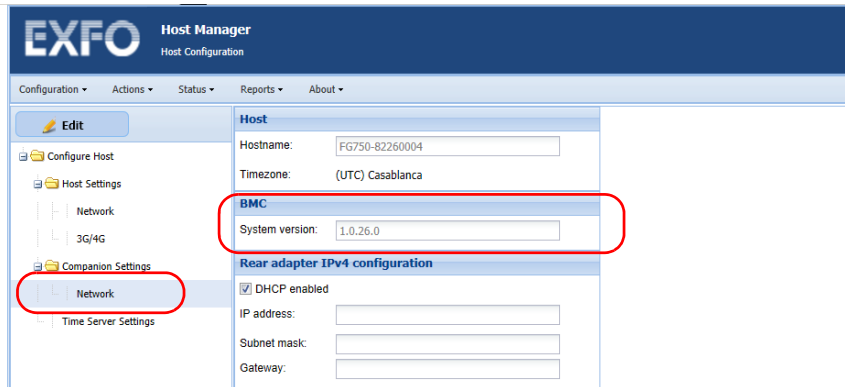 EXFO
Host Manager
Host Configuration
Configuration Actions Status Reports About
Edit
Configure Host
Host Settings
Network
3G/4G
Companion Settings
Network
Time Server Settings
Host
Hostname: FG750-82260004
Timezone: (UTC) Casablanca
BMC
System version: 1.0.26.0
Rear adapter IPv4 configuration
DHCP enabled
IP address:
Subnet mask:
Gateway: